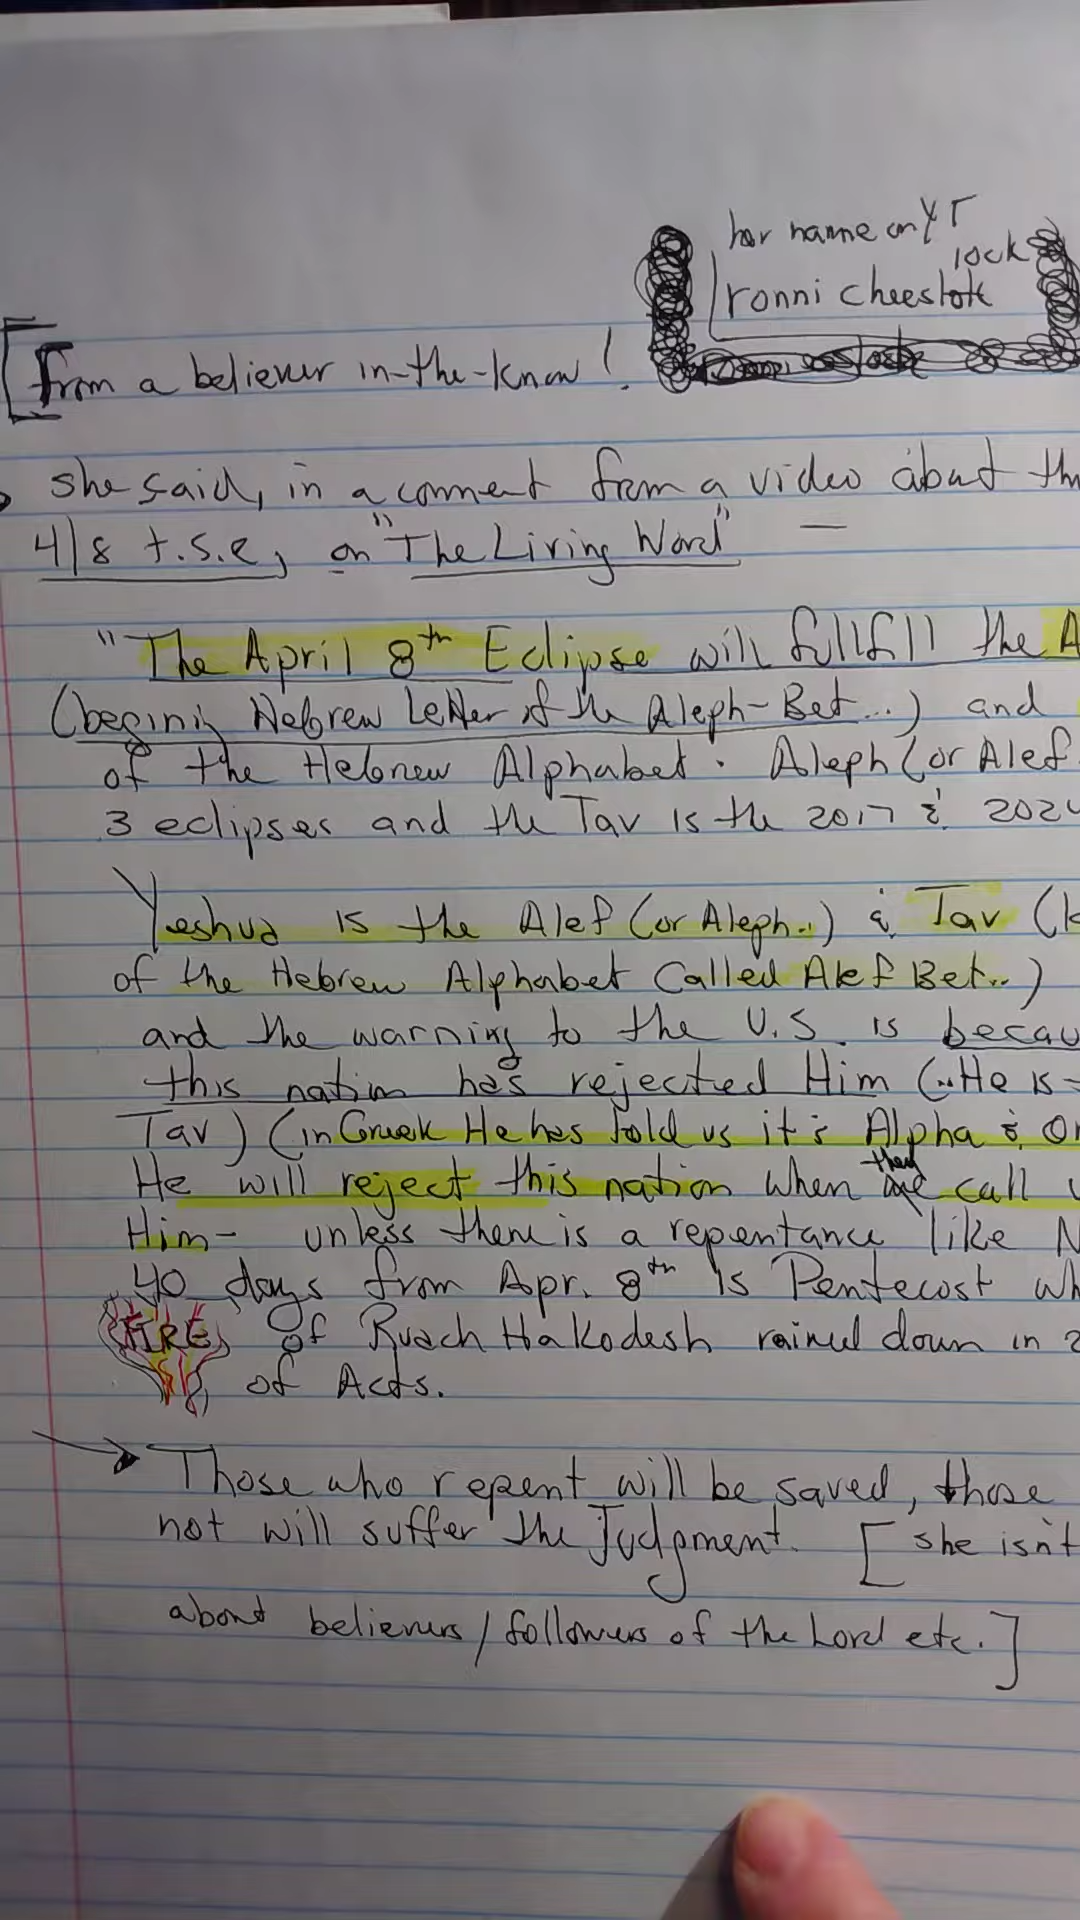 her name on YT
lock
ronni cheeslotk
[From a believer in-the-know!
she said, in a comment from a video about th
4/8 t.s.e, on "The Living Word" —
"The April 8th Eclipse will fullfill the A
(begining Hebrew Letter of the Aleph-Bet...) and
of the Hebrew Alphabet. Aleph (or Alef
3 eclipses and the Tav is the 2017 & 2024
Yeshua is the Alef (or Aleph..) & Tav (l
of the Hebrew Alphabet Called Alef Bet..)
and the warning to the U.S. is becau
this nation has rejected Him (..He is
Tav) (in Greek He has told us it's Alpha & O
He will reject this nation when they call
Him - unless there is a repentance like N
40 days from Apr. 8th is Pentecost wh
FIRE of Ruach HaKodesh rained down in 2
of Acts.
→ Those who repent will be saved, those
not will suffer the Judgment. [she isn't
about believers/followers of the Lord etc.]